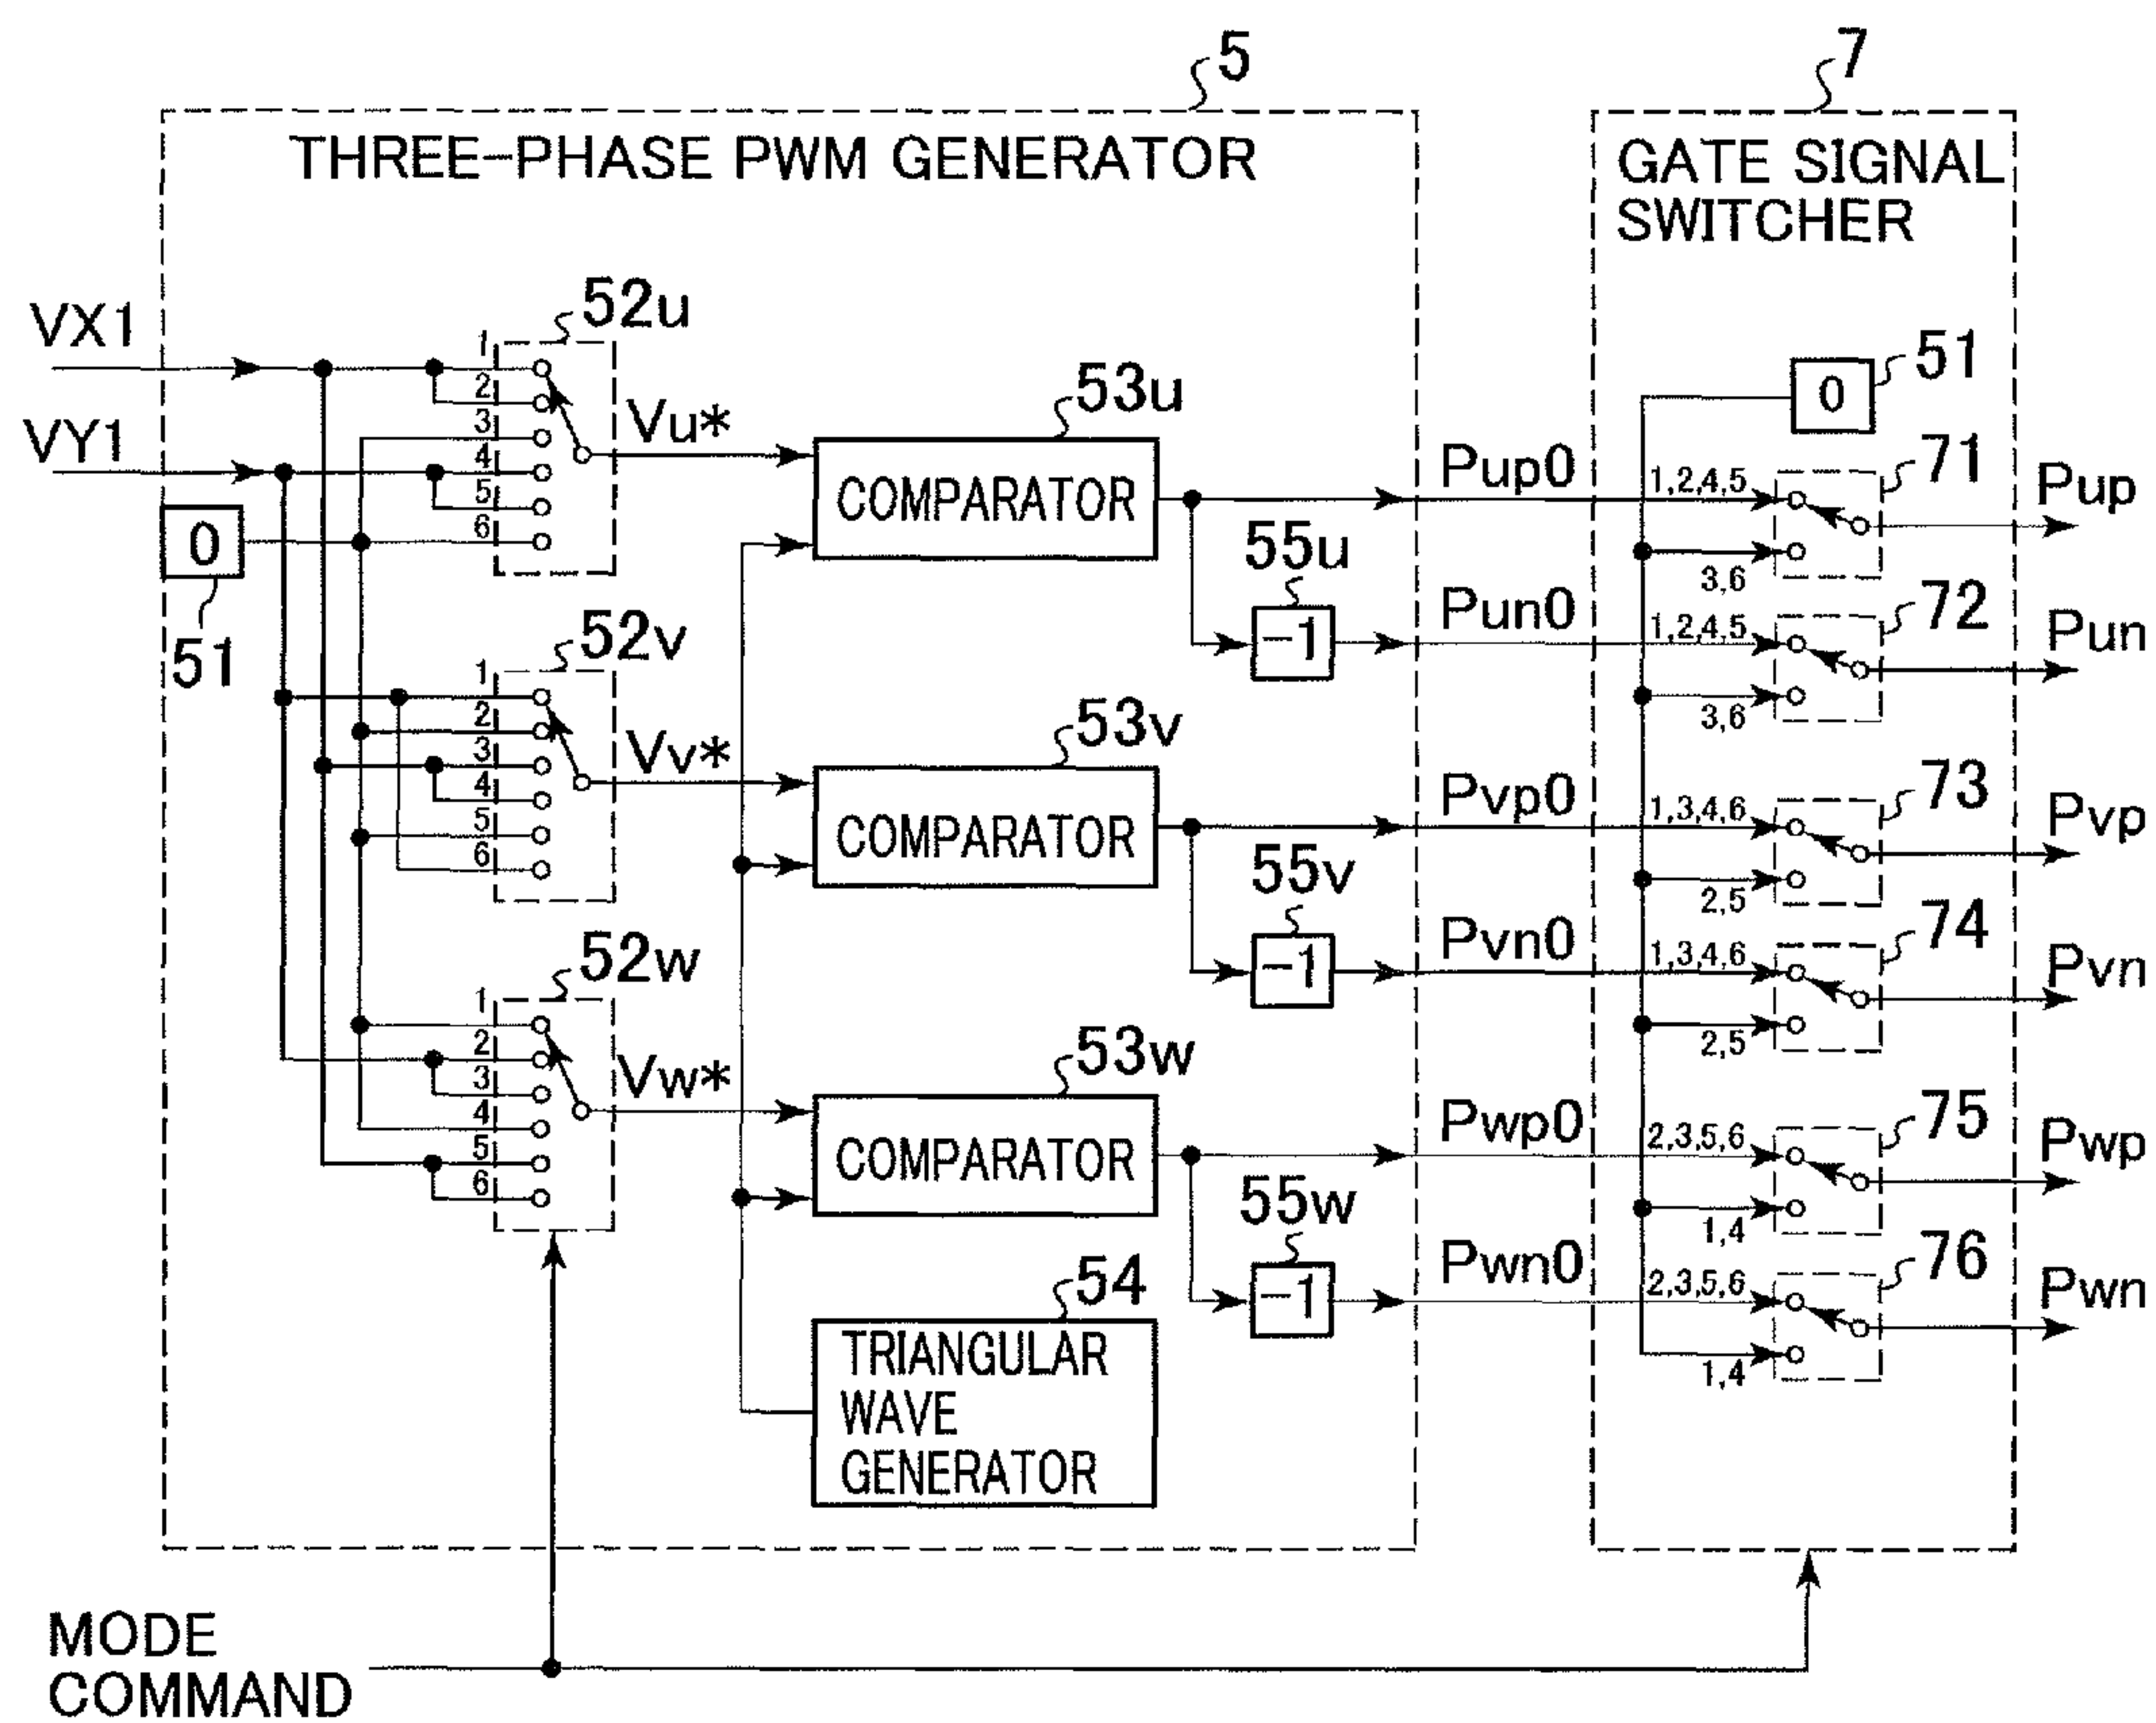 5
7
THREE-PHASE PWM GENERATOR
GATE SIGNAL
SWITCHER
VX1
VY1
0
51
52u
1
2
3
4
5
6
Vu*
53u
COMPARATOR
Pup0
55u
-1
Pun0
52v
1
2
3
4
5
6
Vv*
53v
COMPARATOR
Pvp0
55v
-1
Pvn0
52w
1
2
3
4
5
6
Vw*
53w
COMPARATOR
Pwp0
55w
-1
Pwn0
54
TRIANGULAR
WAVE
GENERATOR
0
51
71
1,2,4,5
3,6
Pup
72
1,2,4,5
3,6
Pun
73
1,3,4,6
2,5
Pvp
74
1,3,4,6
2,5
Pvn
75
2,3,5,6
1,4
Pwp
76
2,3,5,6
1,4
Pwn
MODE
COMMAND